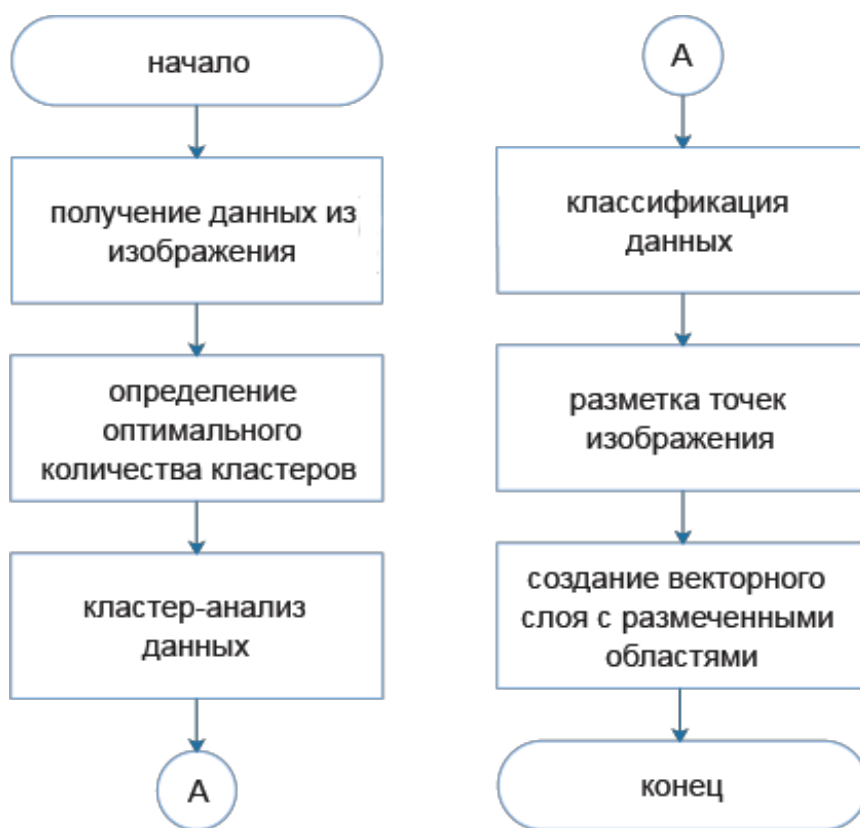 начало
получение данных из
изображения
определение
оптимального
количества кластеров
кластер-анализ
данных
А
А
классификация
данных
разметка точек
изображения
создание векторного
слоя с размеченными
областями
конец